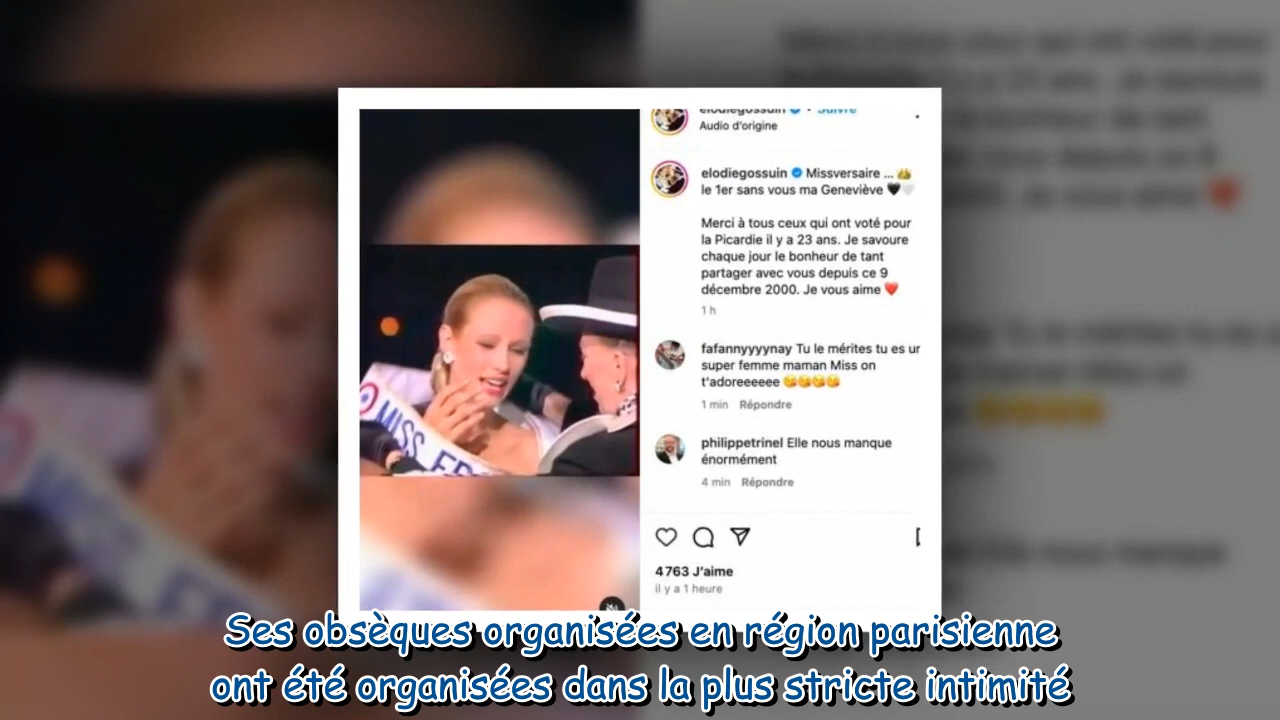 elodiegossuin • Suivre
Audio d'origine
elodiegossuin Missversaire ... 👑
le 1er sans vous ma Geneviève 🖤🤍
Merci à tous ceux qui ont voté pour
la Picardie il y a 23 ans. Je savoure
chaque jour le bonheur de tant
partager avec vous depuis ce 9
décembre 2000. Je vous aime ❤️
1 h
fafannyyyynay Tu le mérites tu es ur
super femme maman Miss on
t'adoreeeeee 😘😘😘😘
1 min Répondre
philippetrinel Elle nous manque
énormément
4 min Répondre
4 763 J'aime
il y a 1 heure
MISS FR
Ses obsèques organisées en région parisienne
ont été organisées dans la plus stricte intimité